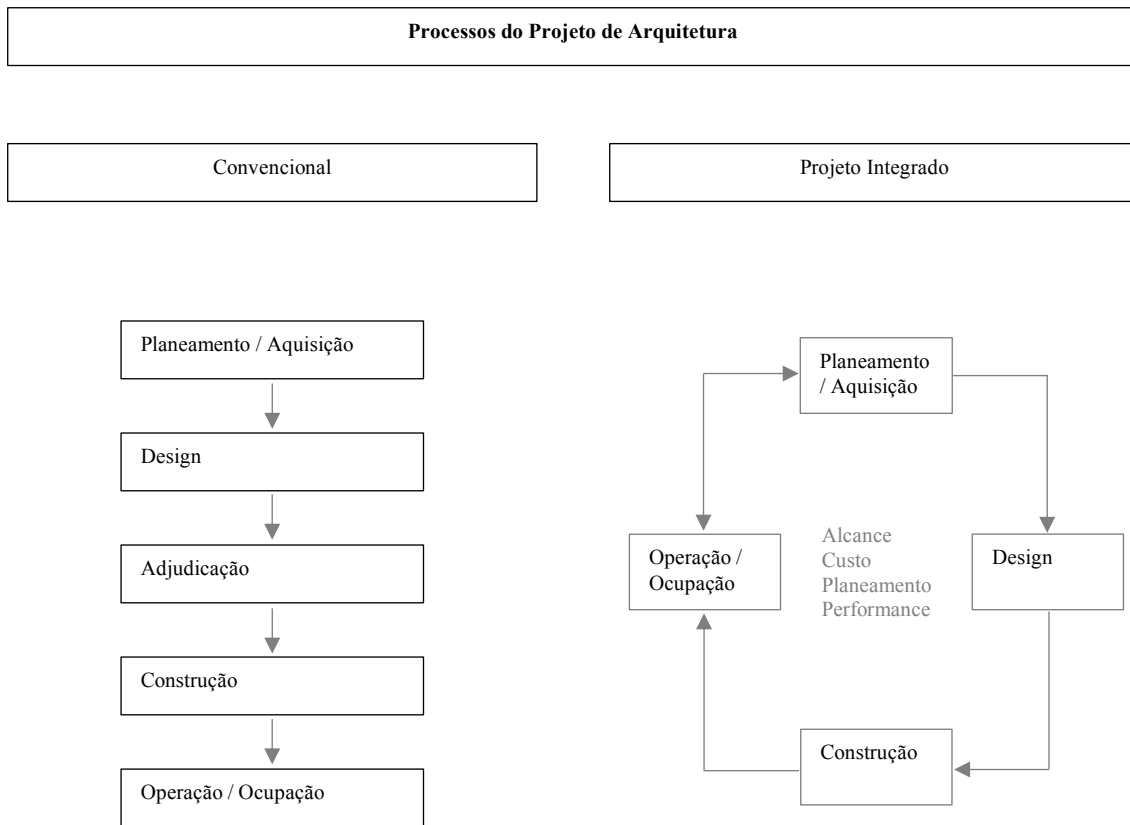 Processos do Projeto de Arquitetura
Convencional
Projeto Integrado
Planeamento / Aquisição
Design
Adjudicação
Construção
Operação / Ocupação
Planeamento
/ Aquisição
Operação /
Ocupação
Alcance
Custo
Planeamento
Performance
Design
Construção